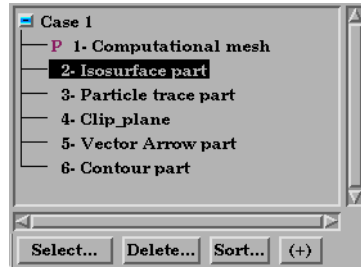 Case 1
P 1- Computational mesh
2- Isosurface part
3- Particle trace part
4- Clip_plane
5- Vector Arrow part
6- Contour part
Select... Delete... Sort... (+)